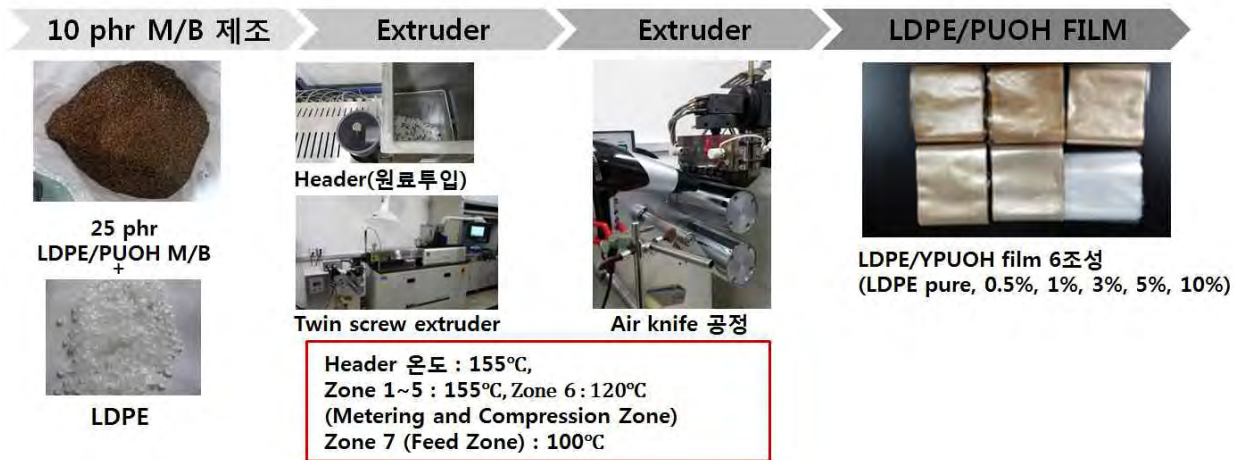 10 phr M/B 제조
Extruder
Extruder
LDPE/PUOH FILM
25 phr
LDPE/PUOH M/B
+
LDPE
Header(원료투입)
Twin screw extruder
Air knife 공정
Header 온도 : 155℃,
Zone 1~5 : 155℃, Zone 6 : 120℃
(Metering and Compression Zone)
Zone 7 (Feed Zone) : 100℃
LDPE/YPUOH film 6조성
(LDPE pure, 0.5%, 1%, 3%, 5%, 10%)